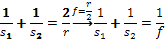 1/s₁ + 1/s₂ = 2/r f=r/2 1/s₁ + 1/s₂ = 1/f